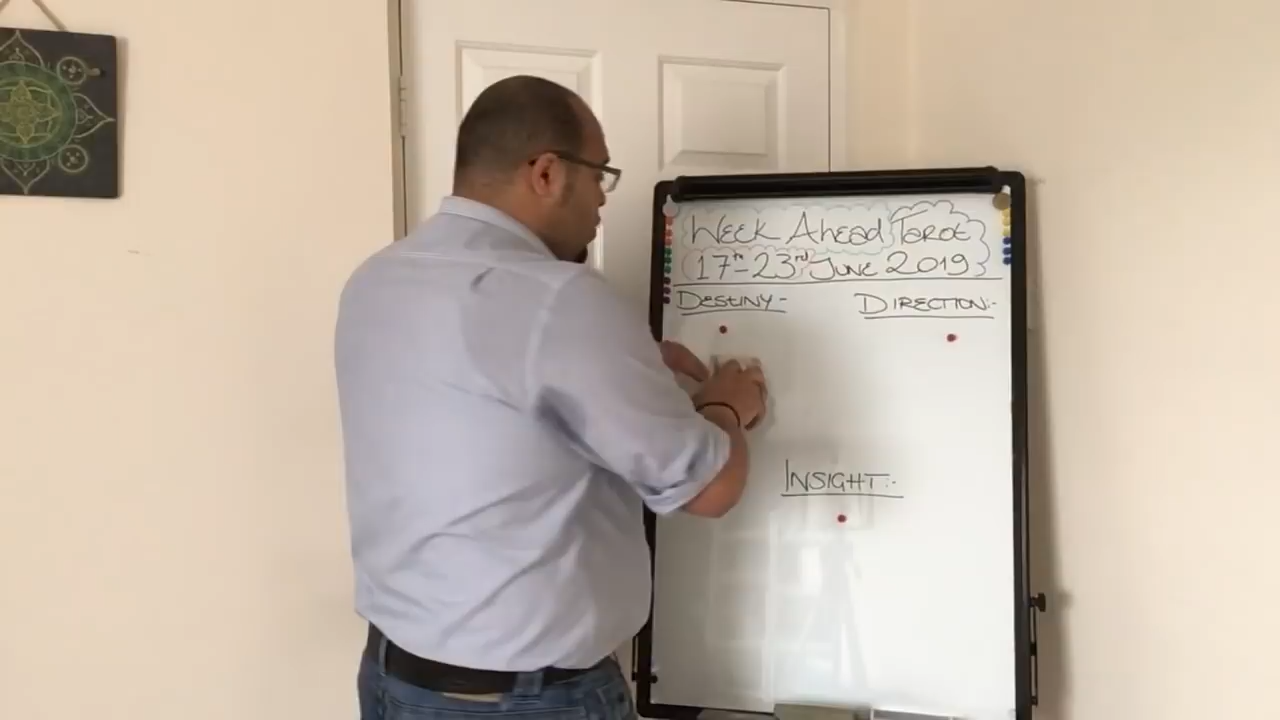 Week Ahead Tarot
17th-23rd June 2019
Destiny-
Direction:-
Insight:-